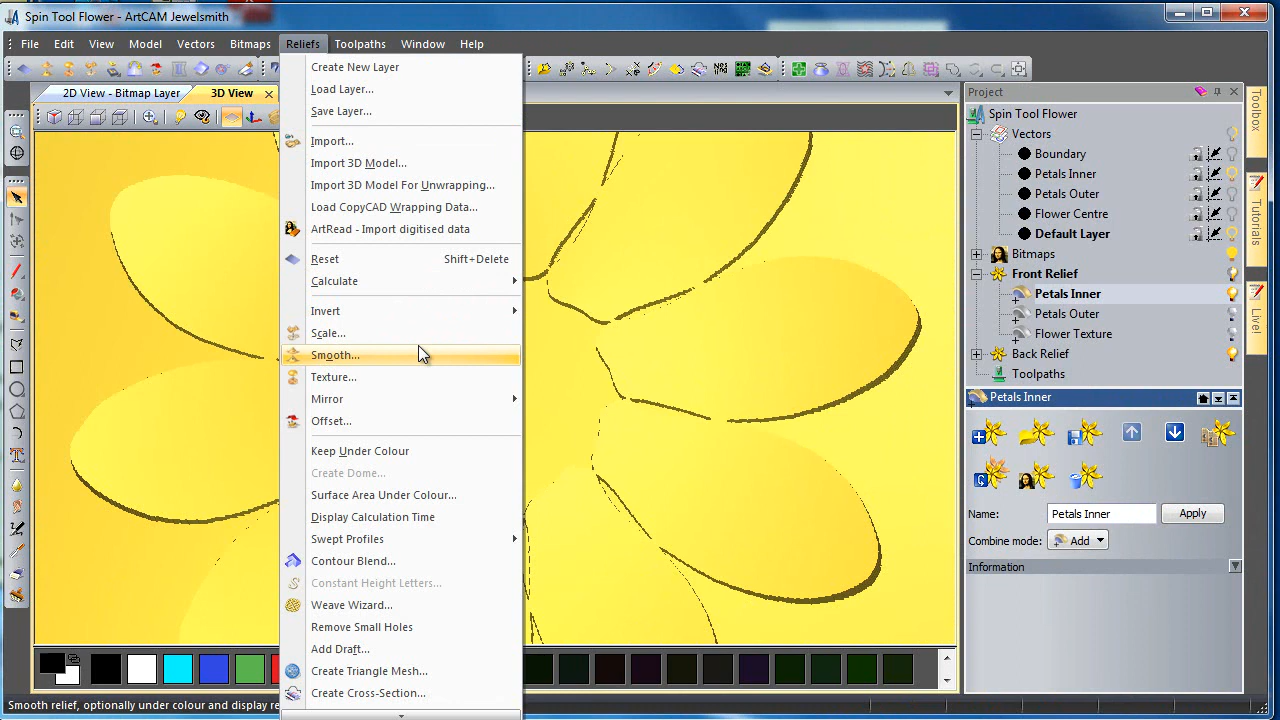 Spin Tool Flower - ArtCAM Jewelsmith
File Edit View Model Vectors Bitmaps Reliefs Toolpaths Window Help
2D View - Bitmap Layer
3D View
Create New Layer
Load Layer...
Save Layer...
Import...
Import 3D Model...
Import 3D Model For Unwrapping...
Load CopyCAD Wrapping Data...
ArtRead - Import digitised data
Reset Shift+Delete
Calculate
Invert
Scale...
Smooth...
Texture...
Mirror
Offset...
Keep Under Colour
Create Dome...
Surface Area Under Colour...
Display Calculation Time
Swept Profiles
Contour Blend...
Constant Height Letters...
Weave Wizard...
Remove Small Holes
Add Draft...
Create Triangle Mesh...
Create Cross-Section...
Project
Spin Tool Flower
Vectors
Boundary
Petals Inner
Petals Outer
Flower Centre
Default Layer
Bitmaps
Front Relief
Petals Inner
Petals Outer
Flower Texture
Back Relief
Toolpaths
Petals Inner
Name: Petals Inner Apply
Combine mode: Add
Information
Toolbox
Tutorials
Live!
Smooth relief, optionally under colour and display re